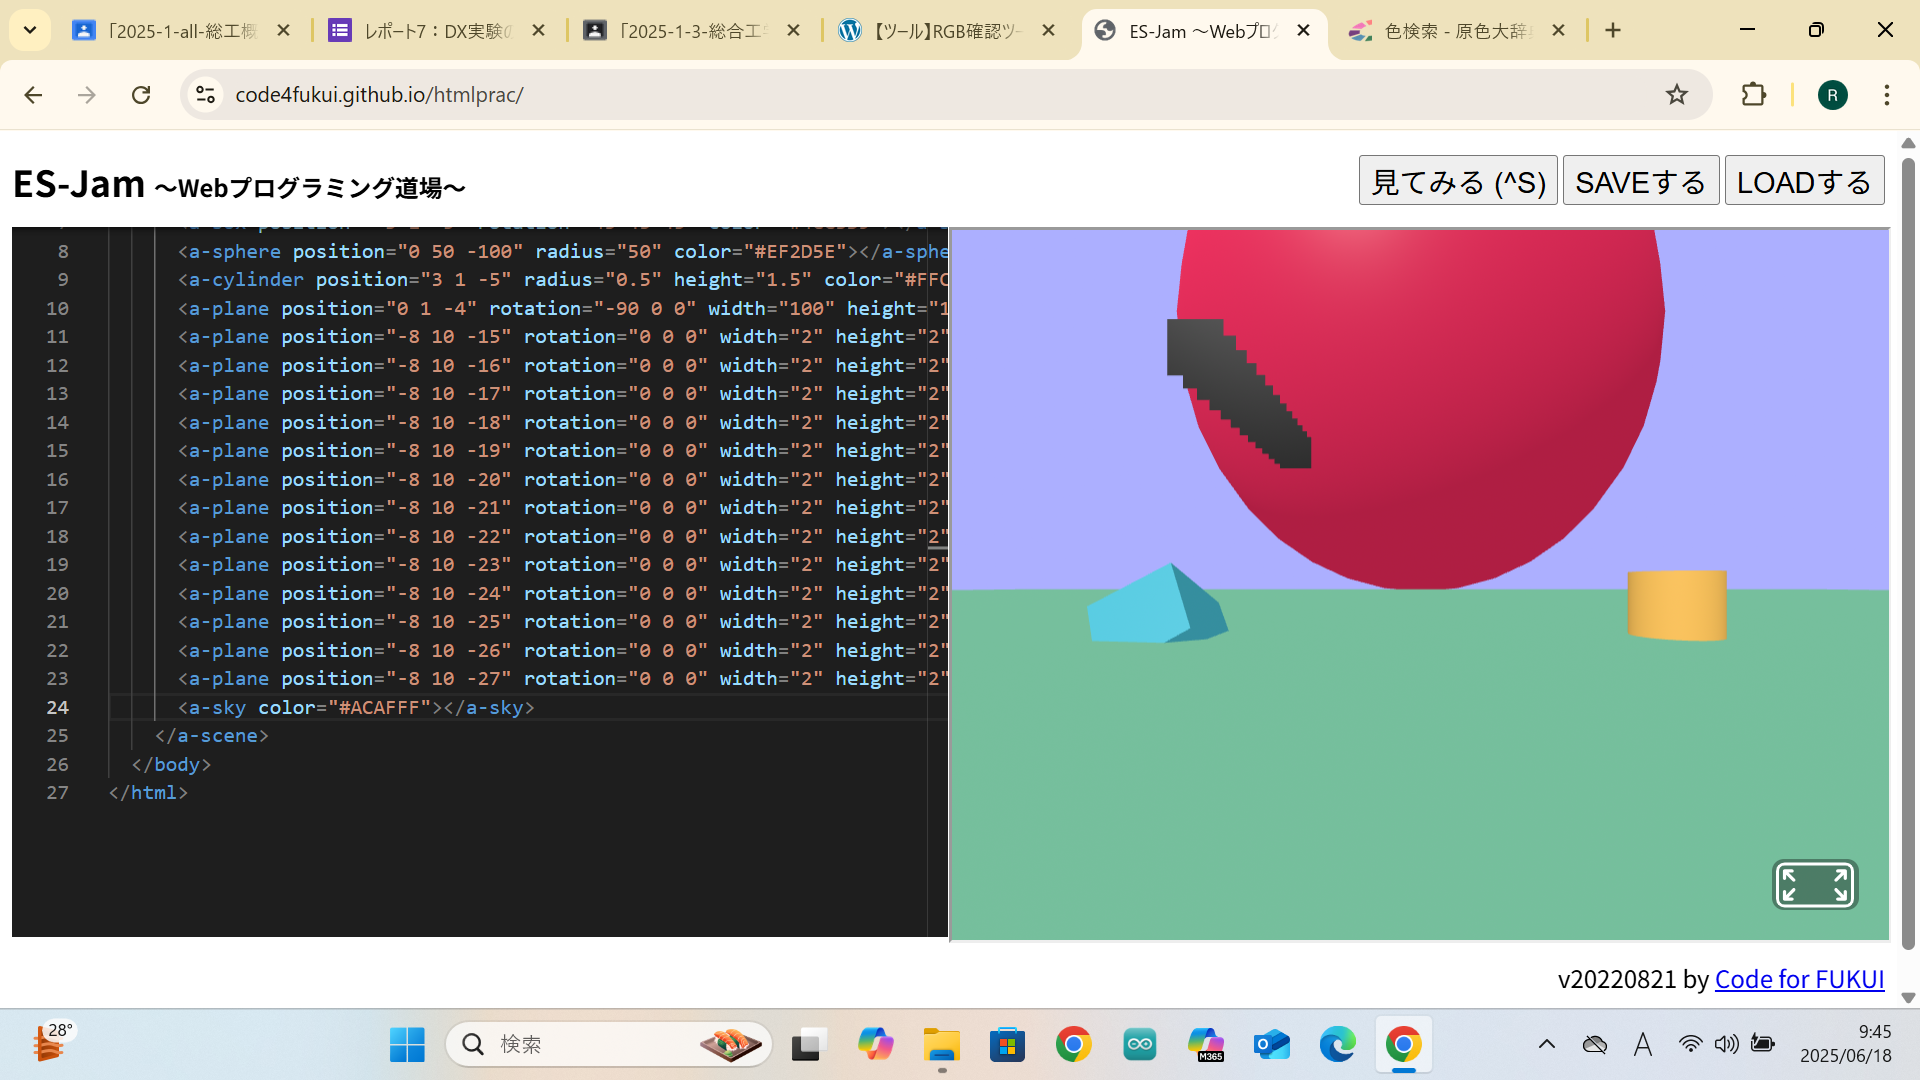 「2025-1-all-総工概
レポート7：DX実験の
「2025-1-3-総合工学
【ツール】RGB確認ツー
ES-Jam ～Webプログ
色検索 - 原色大辞典
code4fukui.github.io/htmlprac/
R
ES-Jam ～Webプログラミング道場～
見てみる (^S)
SAVEする
LOADする
8 <a-sphere position="0 50 -100" radius="50" color="#EF2D5E"></a-sphe
9 <a-cylinder position="3 1 -5" radius="0.5" height="1.5" color="#FFC
10 <a-plane position="0 1 -4" rotation="-90 0 0" width="100" height="1
11 <a-plane position="-8 10 -15" rotation="0 0 0" width="2" height="2"
12 <a-plane position="-8 10 -16" rotation="0 0 0" width="2" height="2"
13 <a-plane position="-8 10 -17" rotation="0 0 0" width="2" height="2"
14 <a-plane position="-8 10 -18" rotation="0 0 0" width="2" height="2"
15 <a-plane position="-8 10 -19" rotation="0 0 0" width="2" height="2"
16 <a-plane position="-8 10 -20" rotation="0 0 0" width="2" height="2"
17 <a-plane position="-8 10 -21" rotation="0 0 0" width="2" height="2"
18 <a-plane position="-8 10 -22" rotation="0 0 0" width="2" height="2"
19 <a-plane position="-8 10 -23" rotation="0 0 0" width="2" height="2"
20 <a-plane position="-8 10 -24" rotation="0 0 0" width="2" height="2"
21 <a-plane position="-8 10 -25" rotation="0 0 0" width="2" height="2"
22 <a-plane position="-8 10 -26" rotation="0 0 0" width="2" height="2"
23 <a-plane position="-8 10 -27" rotation="0 0 0" width="2" height="2"
24 <a-sky color="#ACAFFF"></a-sky>
25 </a-scene>
26 </body>
27 </html>
v20220821 by Code for FUKUI
28°
検索
M365
A
9:45
2025/06/18